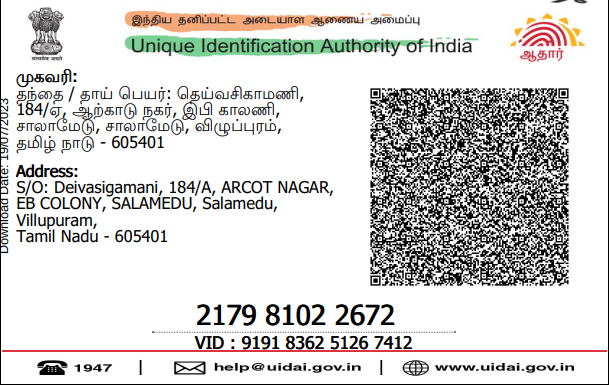 இந்திய தனிப்பட்ட அடையாள ஆணைய அமைப்பு
Unique Identification Authority of India
ஆதார்
முகவரி:
தந்தை / தாய் பெயர்: தெய்வசிகாமணி,
184/ஏ, ஆற்காடு நகர், இபி காலணி,
சாலாமேடு, சாலாமேடு, விழுப்புரம்,
தமிழ் நாடு - 605401
Address:
S/O: Deivasigamani, 184/A, ARCOT NAGAR,
EB COLONY, SALAMEDU, Salamedu,
Villupuram,
Tamil Nadu - 605401
Download Date: 19/07/2023
2179 8102 2672
VID : 9191 8362 5126 7412
1947 | help@uidai.gov.in | www.uidai.gov.in